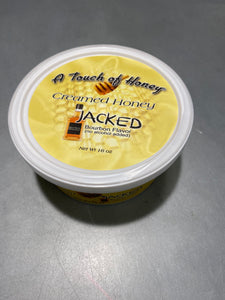 A Touch of Honey
Creamed Honey
JACKED
Bourbon Flavor
(no alcohol added)
NET WT. 16 oz